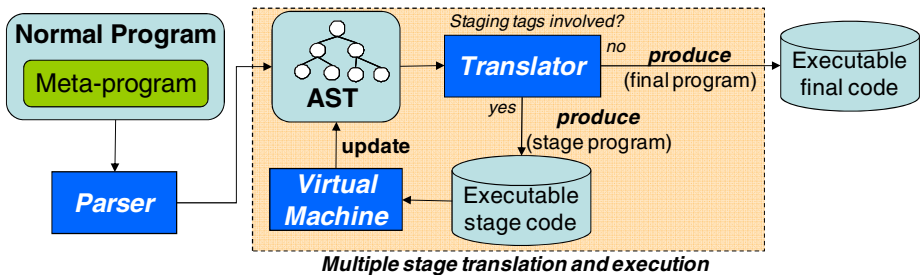 Normal Program
Meta-program
Parser
AST
Staging tags involved?
Translator
no
yes
produce
(final program)
Executable
final code
produce
(stage program)
update
Virtual
Machine
Executable
stage code
Multiple stage translation and execution